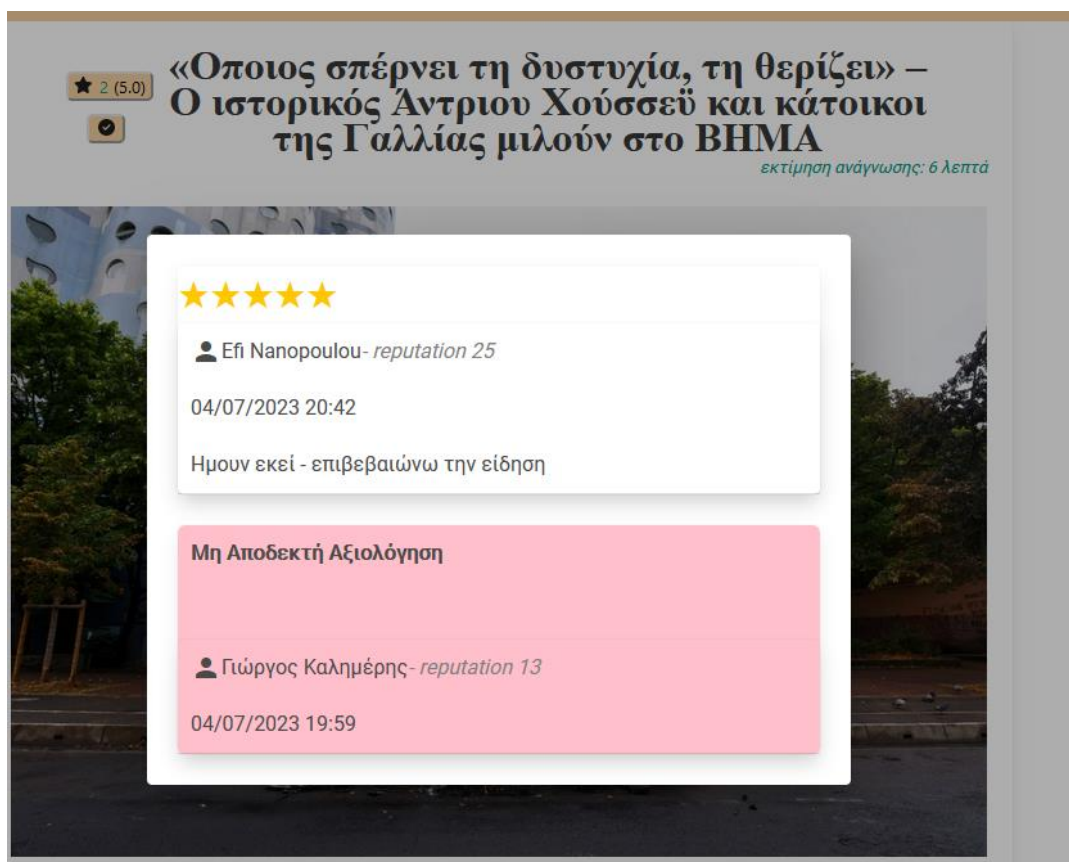 ★ 2 (5.0)
«Οποιος σπέρνει τη δυστυχία, τη θερίζει» –
Ο ιστορικός Άντριου Χούσσεϋ και κάτοικοι
της Γαλλίας μιλούν στο ΒΗΜΑ
εκτίμηση ανάγνωσης: 6 λεπτά
★★★★★
Efi Nanopoulou- reputation 25
04/07/2023 20:42
Ημουν εκεί - επιβεβαιώνω την είδηση
Μη Αποδεκτή Αξιολόγηση
Γιώργος Καλημέρης- reputation 13
04/07/2023 19:59